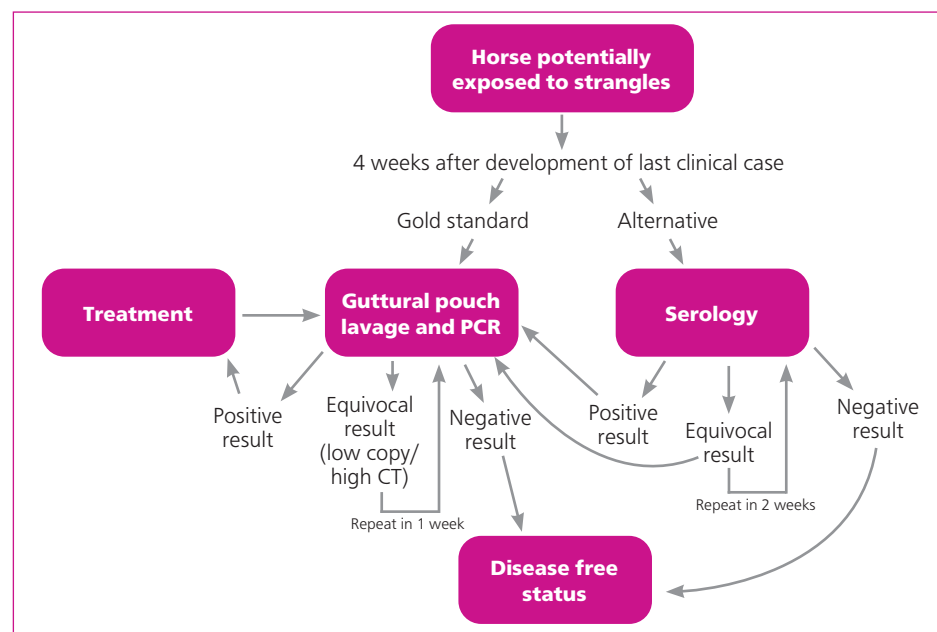 Horse potentially
exposed to strangles
4 weeks after development of last clinical case
Gold standard
Alternative
Treatment
Guttural pouch
lavage and PCR
Serology
Positive
result
Equivocal
result
(low copy/
high CT)
Repeat in 1 week
Negative
result
Positive
result
Equivocal
result
Repeat in 2 weeks
Negative
result
Disease free
status